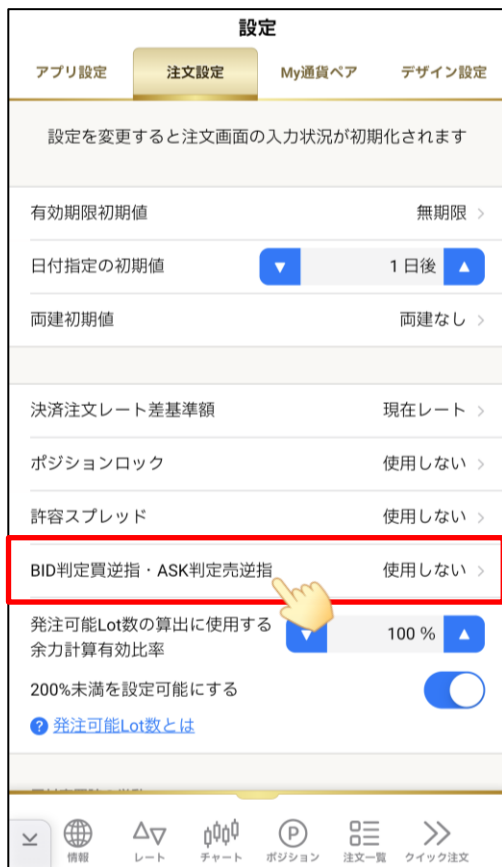 設定
アプリ設定 注文設定 My通貨ペア デザイン設定
設定を変更すると注文画面の入力状況が初期化されます
有効期限初期値 無期限
日付指定の初期値 ▼ 1日後 ▲
両建初期値 両建なし
決済注文レート差基準額 現在レート
ポジションロック 使用しない
許容スプレッド 使用しない
BID判定買逆指・ASK判定売逆指 使用しない
発注可能Lot数の算出に使用する
余力計算有効比率 ▼ 100 % ▲
200%未満を設定可能にする
? 発注可能Lot数とは
情報 レート チャート ポジション 注文一覧 クイック注文